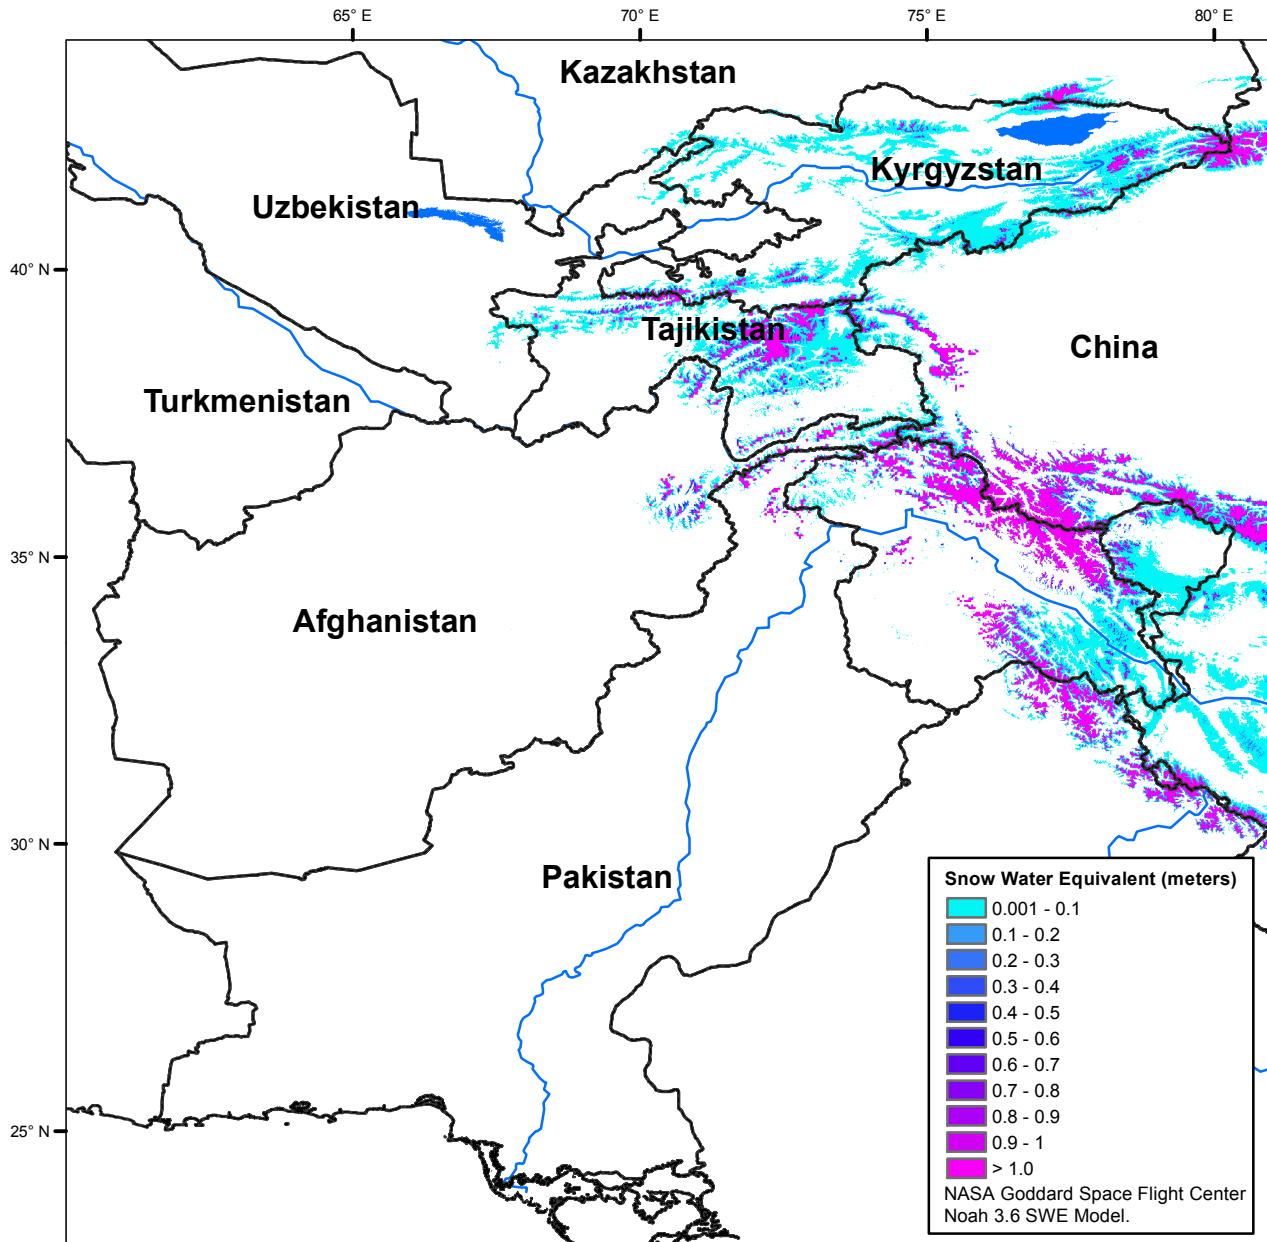 65° E
70° E
75° E
80° E
Kazakhstan
Kyrgyzstan
Uzbekistan
40° N
Tajikistan
China
Turkmenistan
35° N
Afghanistan
30° N
Pakistan
25° N
Snow Water Equivalent (meters)
0.001 - 0.1
0.1 - 0.2
0.2 - 0.3
0.3 - 0.4
0.4 - 0.5
0.5 - 0.6
0.6 - 0.7
0.7 - 0.8
0.8 - 0.9
0.9 - 1
> 1.0
NASA Goddard Space Flight Center
Noah 3.6 SWE Model.